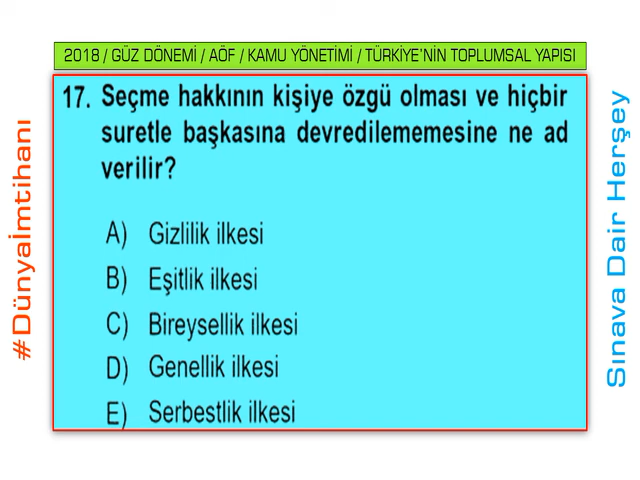 2018 / GÜZ DÖNEMİ / AÖF / KAMU YÖNETİMİ / TÜRKİYE'NİN TOPLUMSAL YAPISI
#Dünyaİmtihanı
17. Seçme hakkının kişiye özgü olması ve hiçbir
suretle başkasına devredilememesine ne ad
verilir?
A) Gizlilik ilkesi
B) Eşitlik ilkesi
C) Bireysellik ilkesi
D) Genellik ilkesi
E) Serbestlik ilkesi
Sınava Dair Herşey